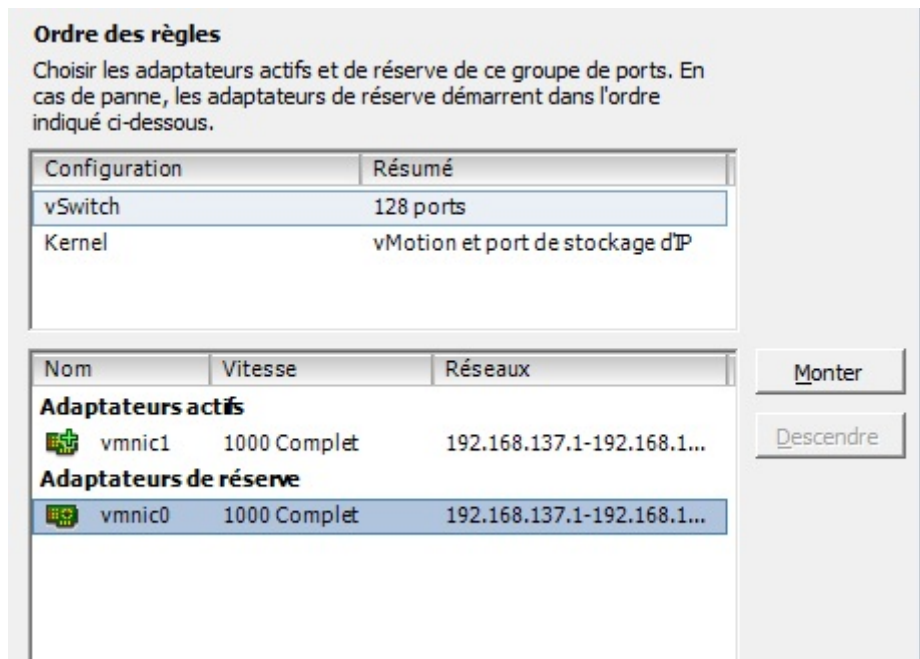 Ordre des règles
Choisir les adaptateurs actifs et de réserve de ce groupe de ports. En
cas de panne, les adaptateurs de réserve démarrent dans l'ordre
indiqué ci-dessous.
Configuration Résumé
vSwitch 128 ports
Kernel vMotion et port de stockage d'IP
Nom Vitesse Réseaux
Monter
Adaptateurs actifs
vmnic1 1000 Complet 192.168.137.1-192.168.1...
Descendre
Adaptateurs de réserve
vmnic0 1000 Complet 192.168.137.1-192.168.1...